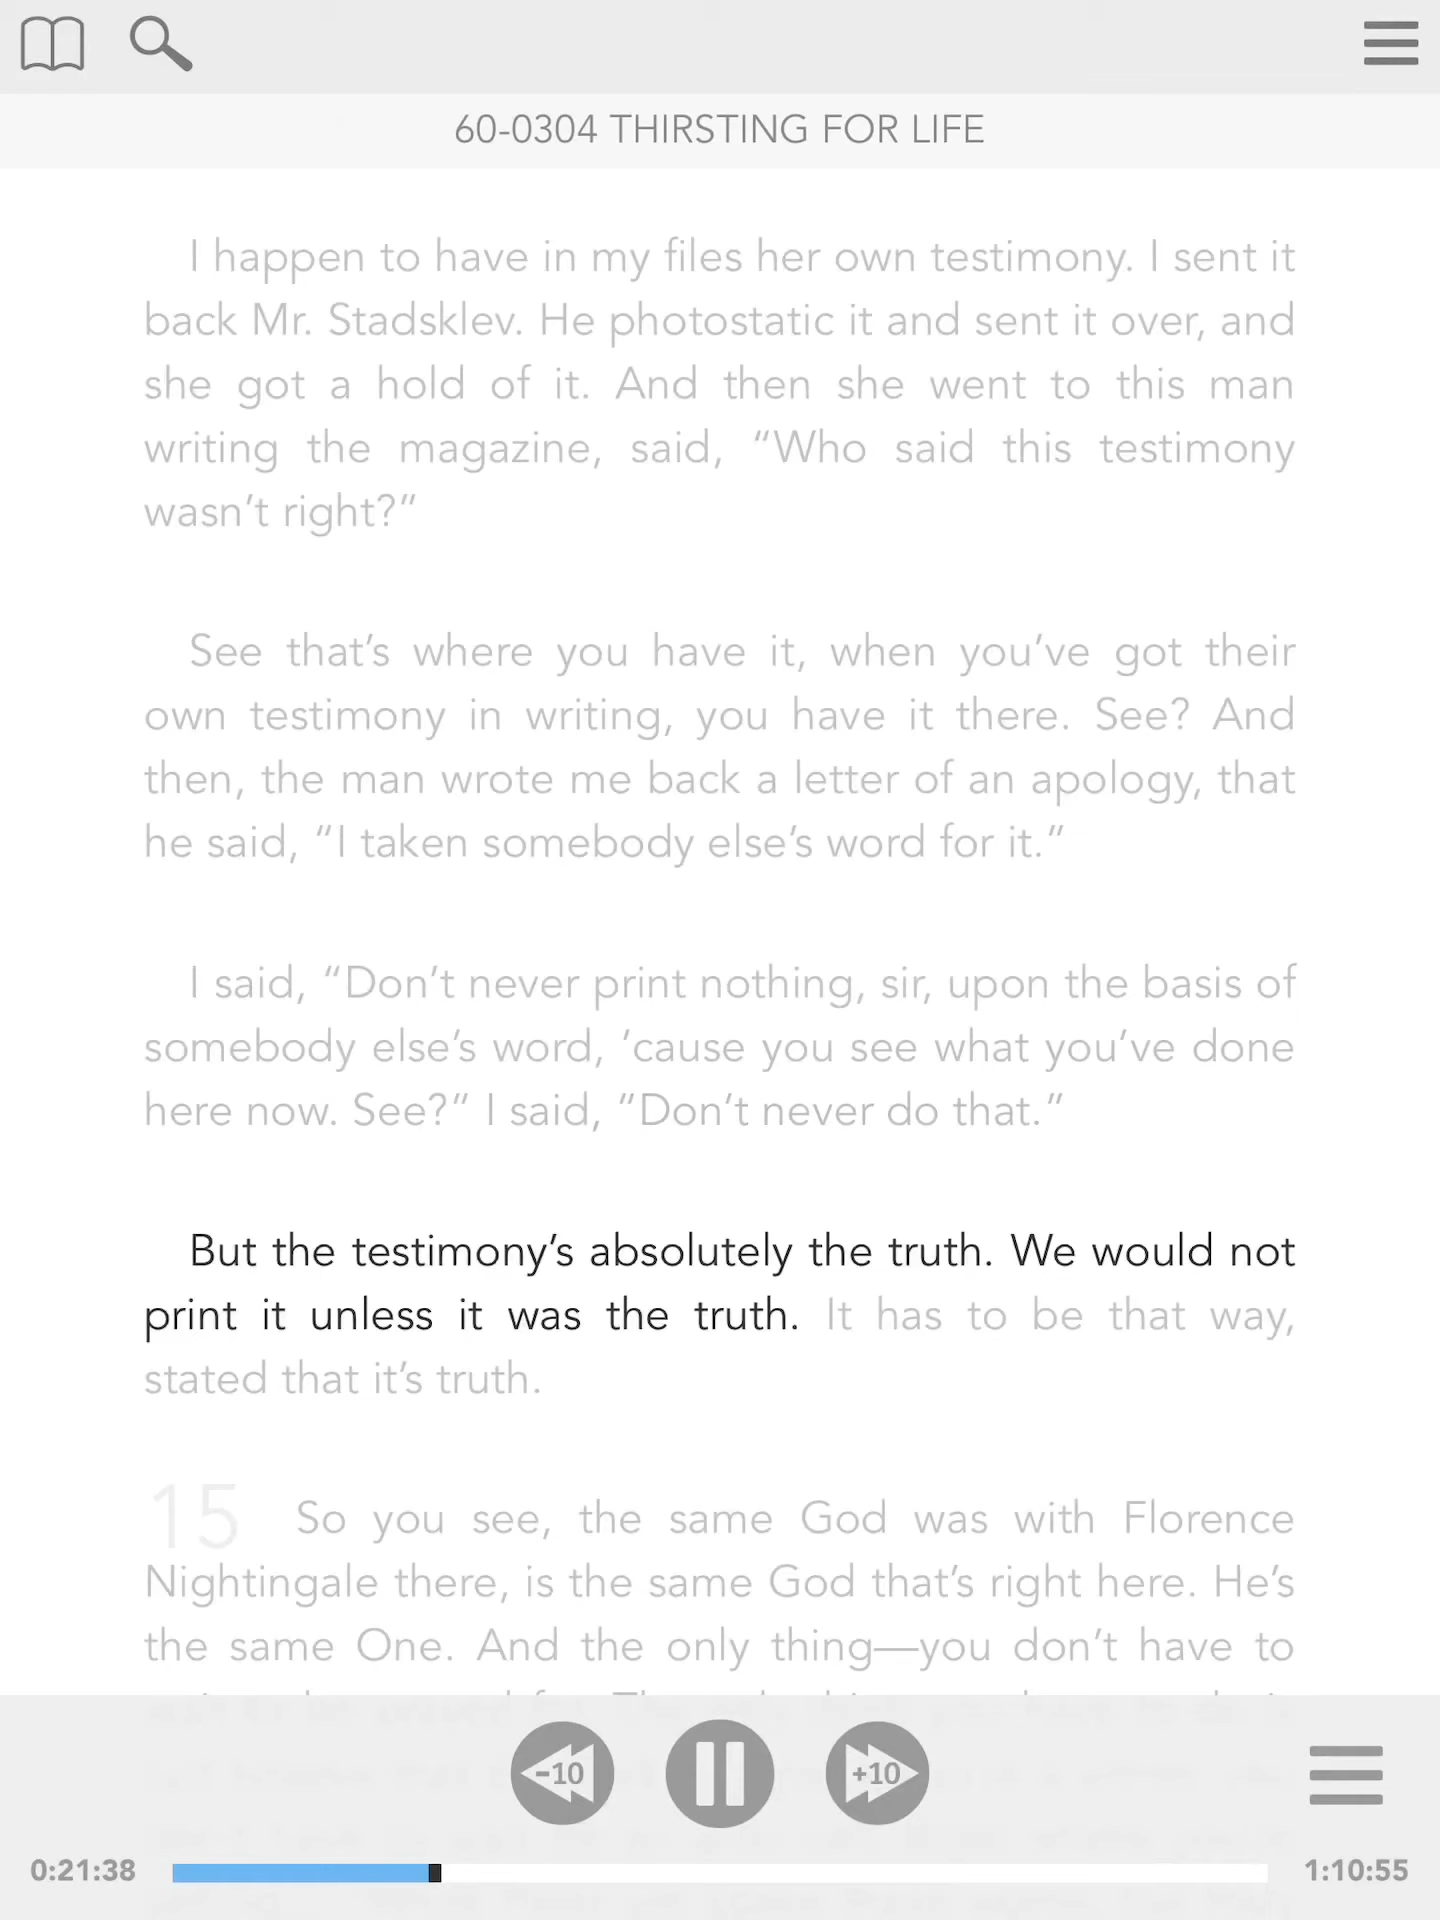 60-0304 THIRSTING FOR LIFE
I happen to have in my files her own testimony. I sent it
back Mr. Stadsklev. He photostatic it and sent it over, and
she got a hold of it. And then she went to this man
writing the magazine, said, “Who said this testimony
wasn’t right?”
See that’s where you have it, when you’ve got their
own testimony in writing, you have it there. See? And
then, the man wrote me back a letter of an apology, that
he said, “I taken somebody else’s word for it.”
I said, “Don’t never print nothing, sir, upon the basis of
somebody else’s word, ’cause you see what you’ve done
here now. See?” I said, “Don’t never do that.”
But the testimony’s absolutely the truth. We would not
print it unless it was the truth. It has to be that way,
stated that it’s truth.
15 So you see, the same God was with Florence
Nightingale there, is the same God that’s right here. He’s
the same One. And the only thing—you don’t have to
-10 +10
0:21:38 1:10:55